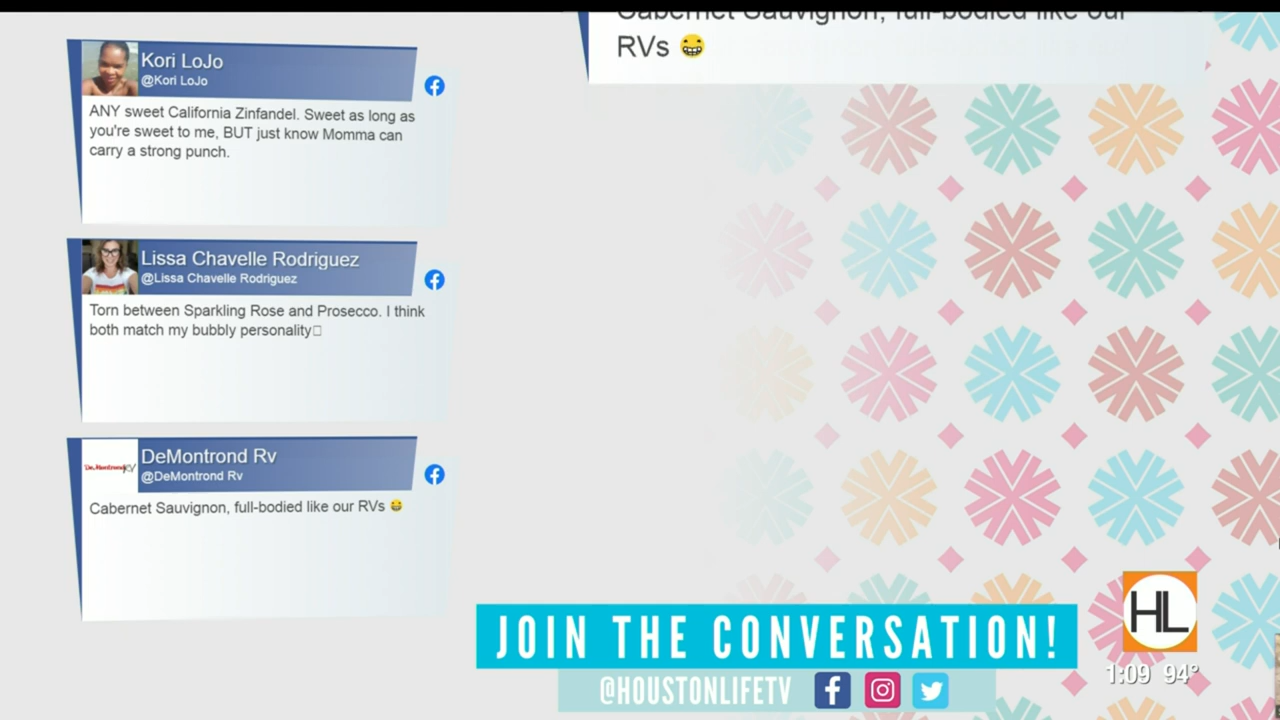 Cabernet Sauvignon, full-bodied like our
RVs 😁
Kori LoJo
@Kori LoJo
ANY sweet California Zinfandel. Sweet as long as
you're sweet to me, BUT just know Momma can
carry a strong punch.
Lissa Chavelle Rodriguez
@Lissa Chavelle Rodriguez
Torn between Sparkling Rose and Prosecco. I think
both match my bubbly personality
DeMontrond RV
DeMontrond Rv
@DeMontrond Rv
Cabernet Sauvignon, full-bodied like our RVs 😁
JOIN THE CONVERSATION!
@HOUSTONLIFETV
HL
1:09 94°